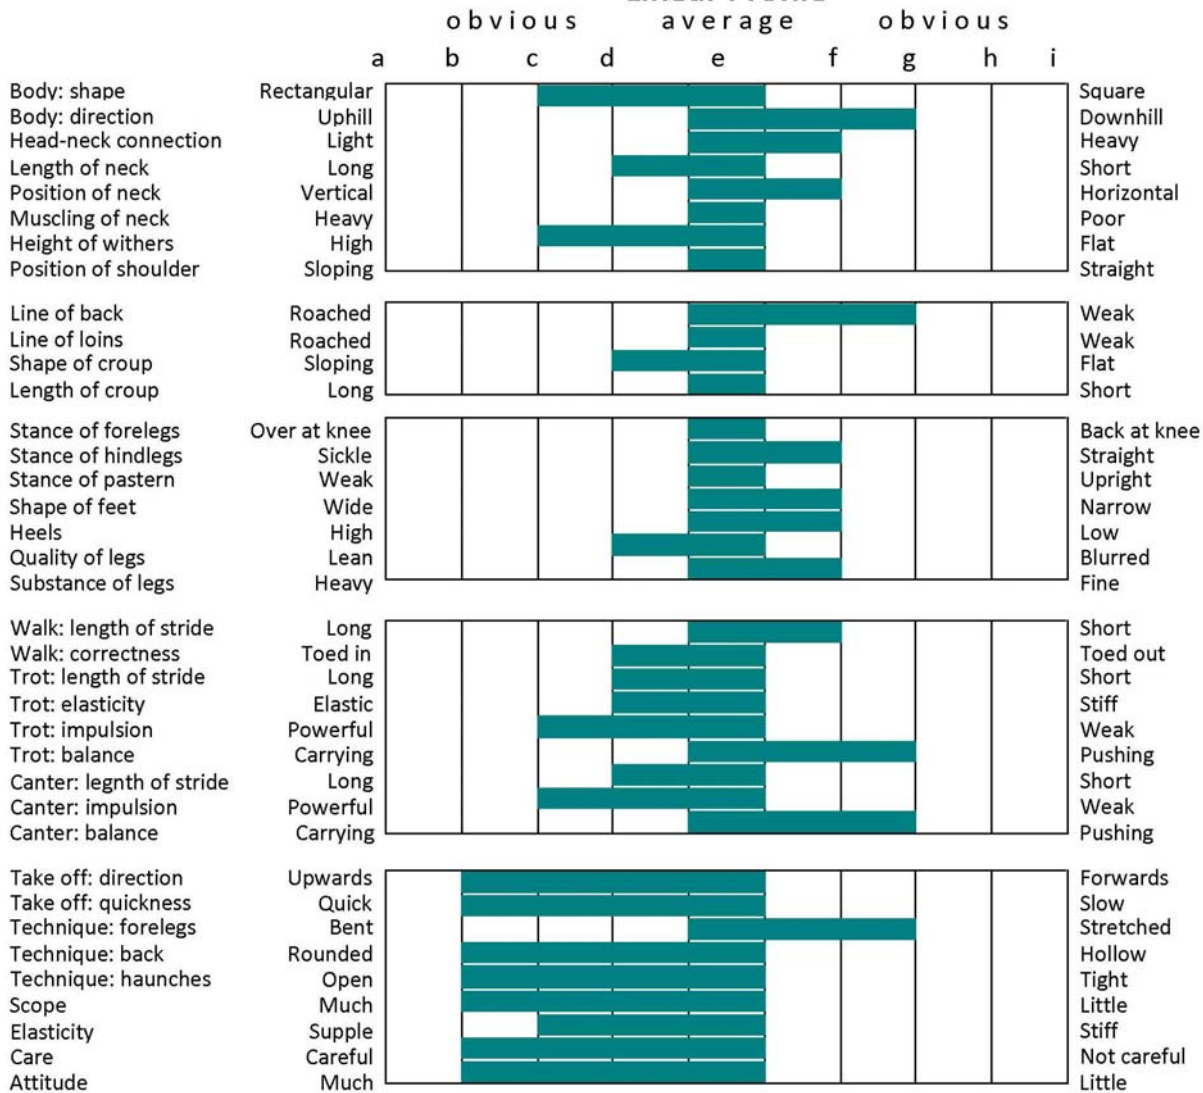 obvious average obvious
a b c d e f g h i
Body: shape Rectangular Square
Body: direction Uphill Downhill
Head-neck connection Light Heavy
Length of neck Long Short
Position of neck Vertical Horizontal
Muscling of neck Heavy Poor
Height of withers High Flat
Position of shoulder Sloping Straight
Line of back Roached Weak
Line of loins Roached Weak
Shape of croup Sloping Flat
Length of croup Long Short
Stance of forelegs Over at knee Back at knee
Stance of hindlegs Sickle Straight
Stance of pastern Weak Upright
Shape of feet Wide Narrow
Heels High Low
Quality of legs Lean Blurred
Substance of legs Heavy Fine
Walk: length of stride Long Short
Walk: correctness Toed in Toed out
Trot: length of stride Long Short
Trot: elasticity Elastic Stiff
Trot: impulsion Powerful Weak
Trot: balance Carrying Pushing
Canter: legnth of stride Long Short
Canter: impulsion Powerful Weak
Canter: balance Carrying Pushing
Take off: direction Upwards Forwards
Take off: quickness Quick Slow
Technique: forelegs Bent Stretched
Technique: back Rounded Hollow
Technique: haunches Open Tight
Scope Much Little
Elasticity Supple Stiff
Care Careful Not careful
Attitude Much Little